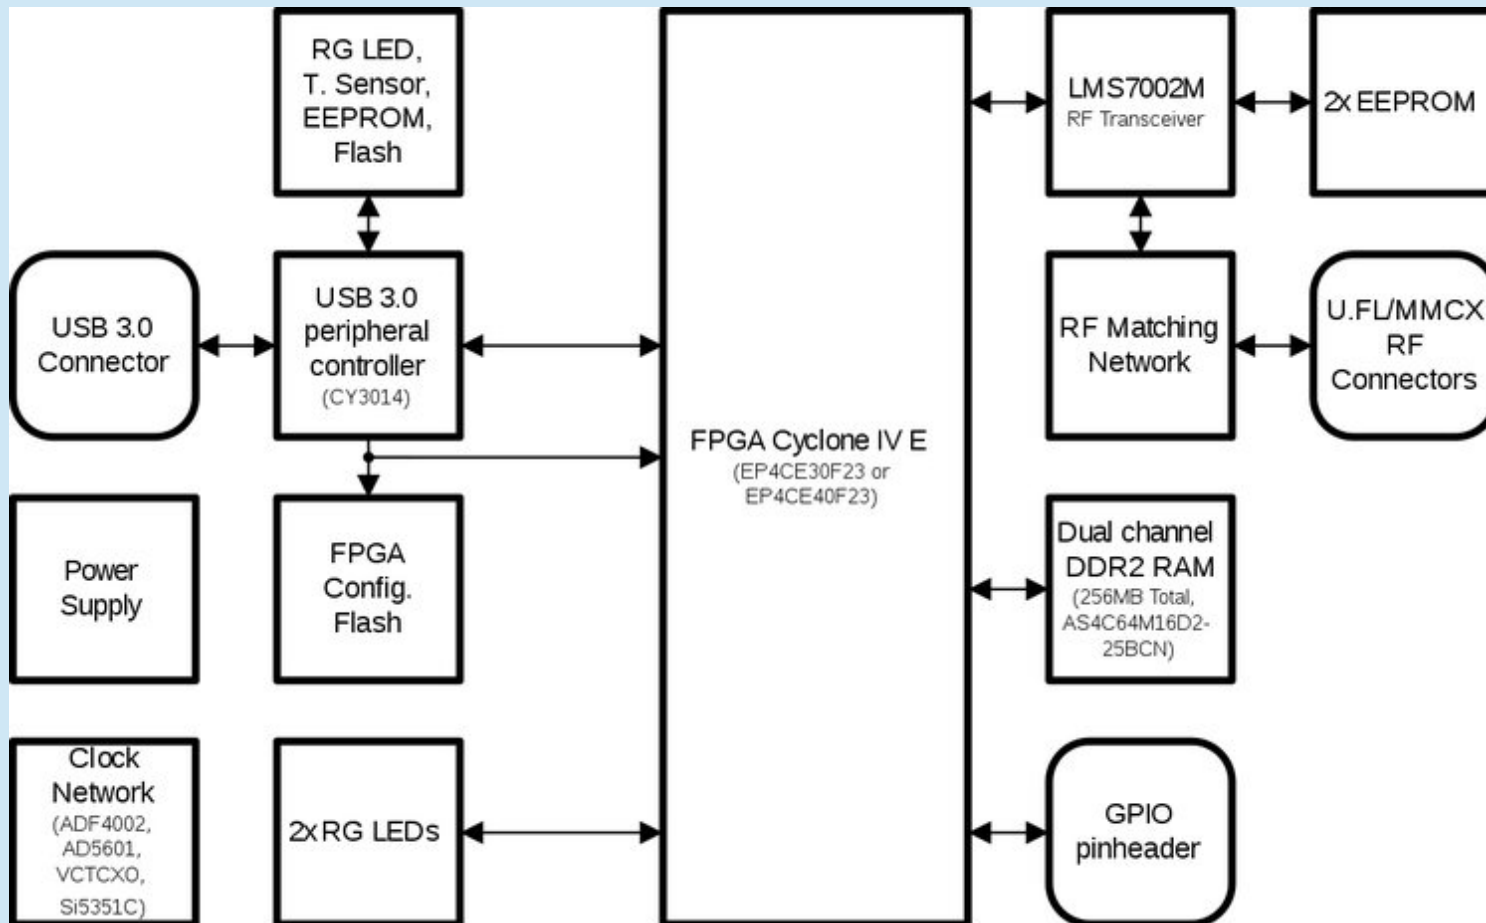 RG LED,
T. Sensor,
EEPROM,
Flash
LMS7002M
RF Transceiver
2x EEPROM
USB 3.0
Connector
USB 3.0
peripheral
controller
(CY3014)
RF Matching
Network
U.FL/MMCX
RF
Connectors
FPGA Cyclone IV E
(EP4CE30F23 or
EP4CE40F23)
Power
Supply
FPGA
Config.
Flash
Dual channel
DDR2 RAM
(256MB Total,
AS4C64M16D2-
25BCN)
Clock
Network
(ADF4002,
AD5601,
VCTCXO,
Si5351C)
2x RG LEDs
GPIO
pinheader